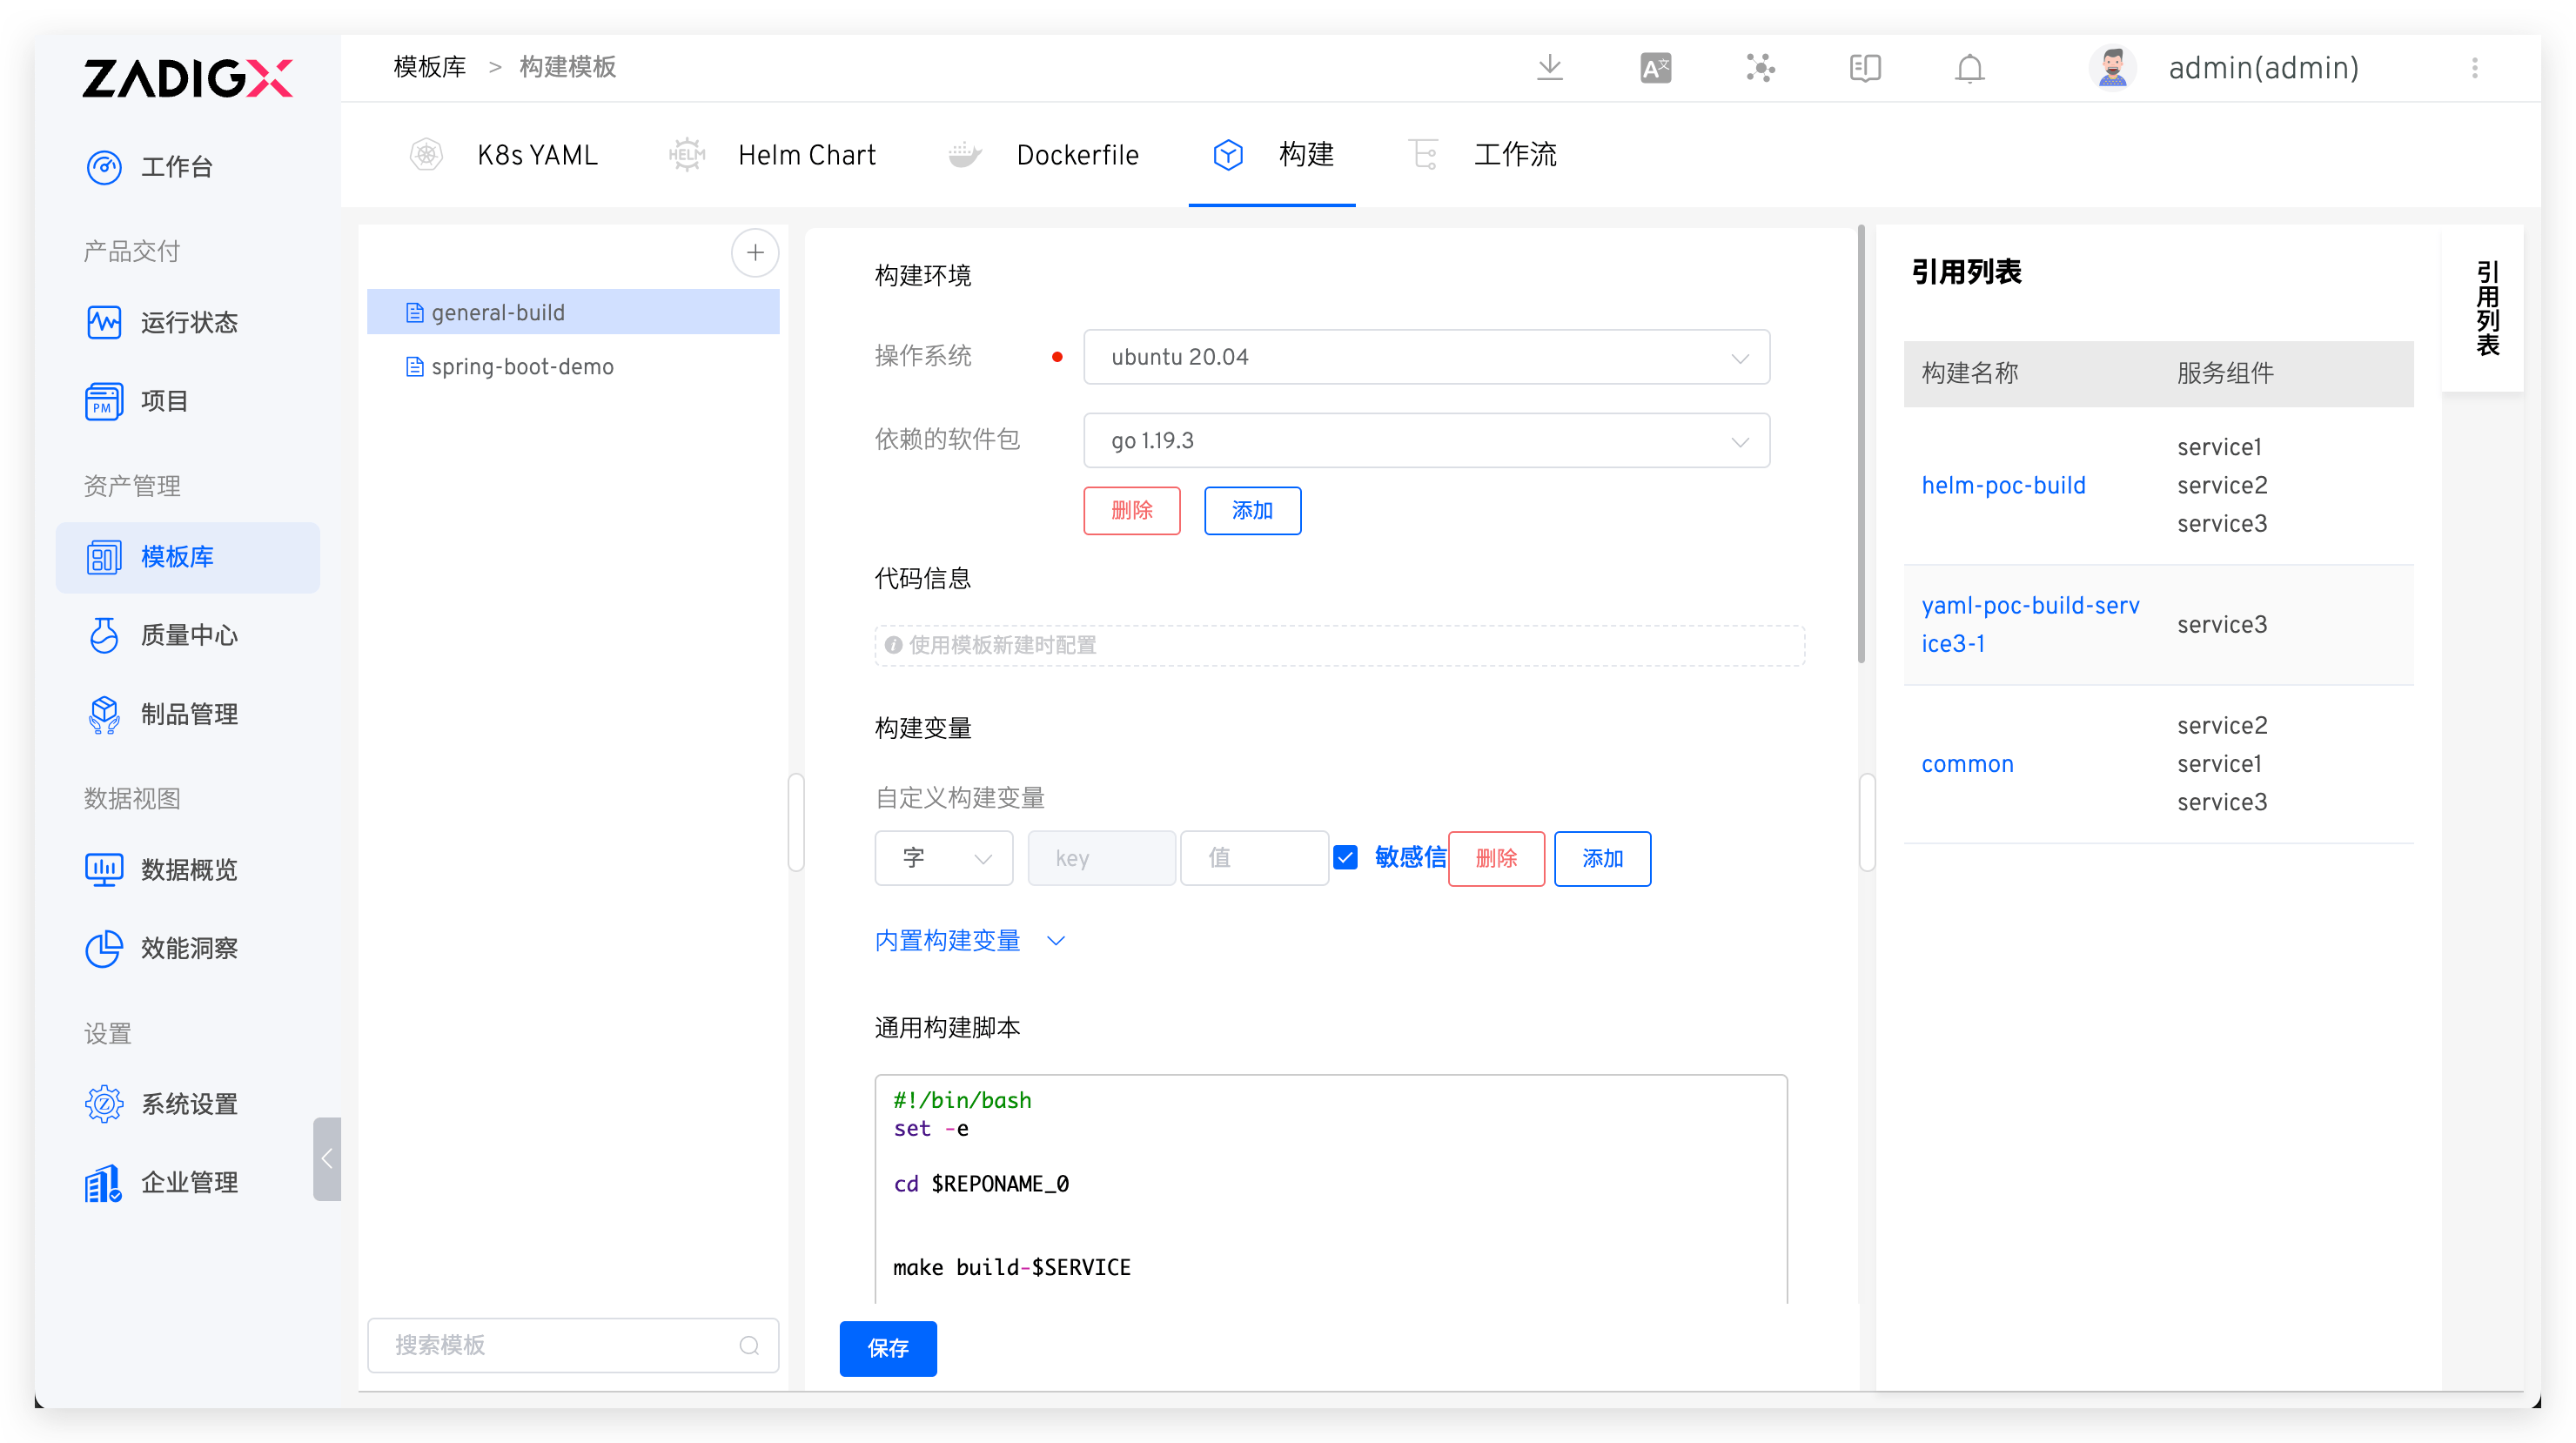 ZADIGX
工作台
产品交付
运行状态
PM
项目
资产管理
模板库
质量中心
制品管理
数据视图
数据概览
效能洞察
设置
Z
系统设置
企业管理
模板库 > 构建模板
A文
admin(admin)
K8s YAML
HELM
Helm Chart
Dockerfile
构建
工作流
general-build
spring-boot-demo
搜索模板
构建环境
操作系统
ubuntu 20.04
依赖的软件包
go 1.19.3
删除
添加
代码信息
使用模板新建时配置
构建变量
自定义构建变量
字
key
值
敏感信
删除
添加
内置构建变量
通用构建脚本
#!/bin/bash
set -e
cd $REPONAME_0
make build-$SERVICE
保存
引用列表
构建名称 服务组件
helm-poc-build
service1
service2
service3
yaml-poc-build-serv
ice3-1
service3
common
service2
service1
service3
引用列表